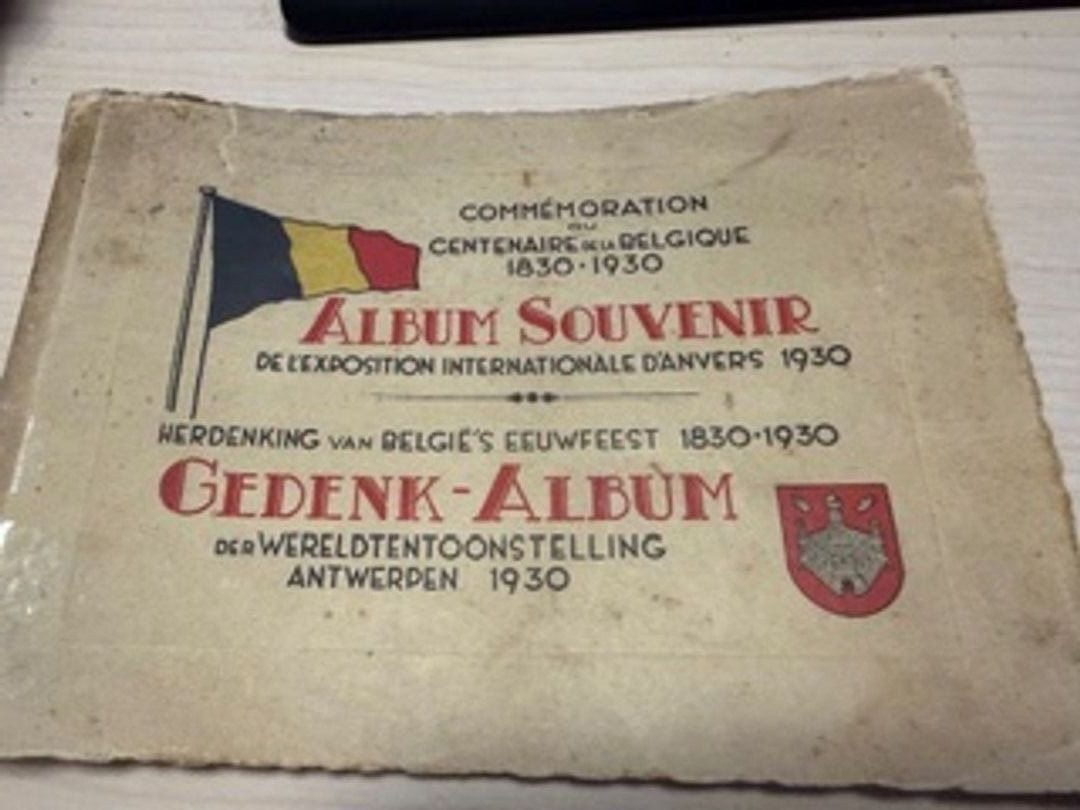 COMMÉMORATION
DU
CENTENAIRE DE LA BELGIQUE
1830·1930
ALBUM SOUVENIR
DE L'EXPOSITION INTERNATIONALE D'ANVERS 1930
HERDENKING VAN BELGIË'S EEUWFEEST 1830·1930
GEDENK-ALBUM
DER WERELDTENTOONSTELLING
ANTWERPEN 1930